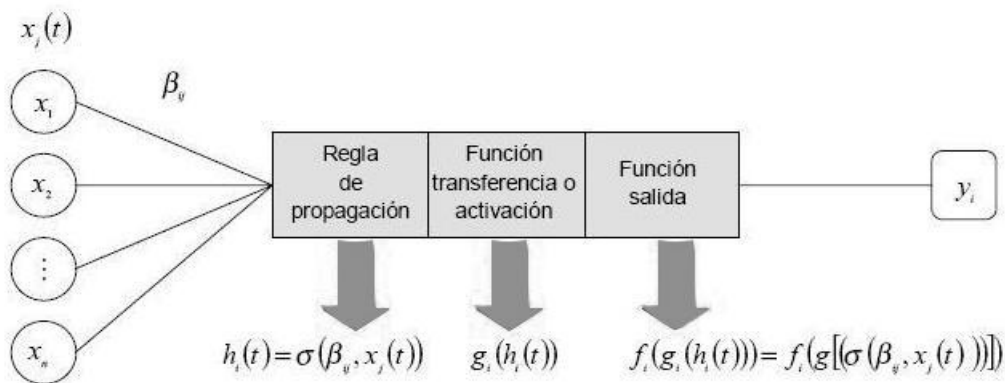 x_j(t)
β_ij
x_1
x_2
⋮
x_n
Regla
de
propagación
Función
transferencia o
activación
Función
salida
y_i
h_i(t)=σ(β_ij,x_j(t))
g_i(h_i(t))
f_i(g_i(h_i(t)))=f_i(g[(σ(β_ij,x_j(t)))])